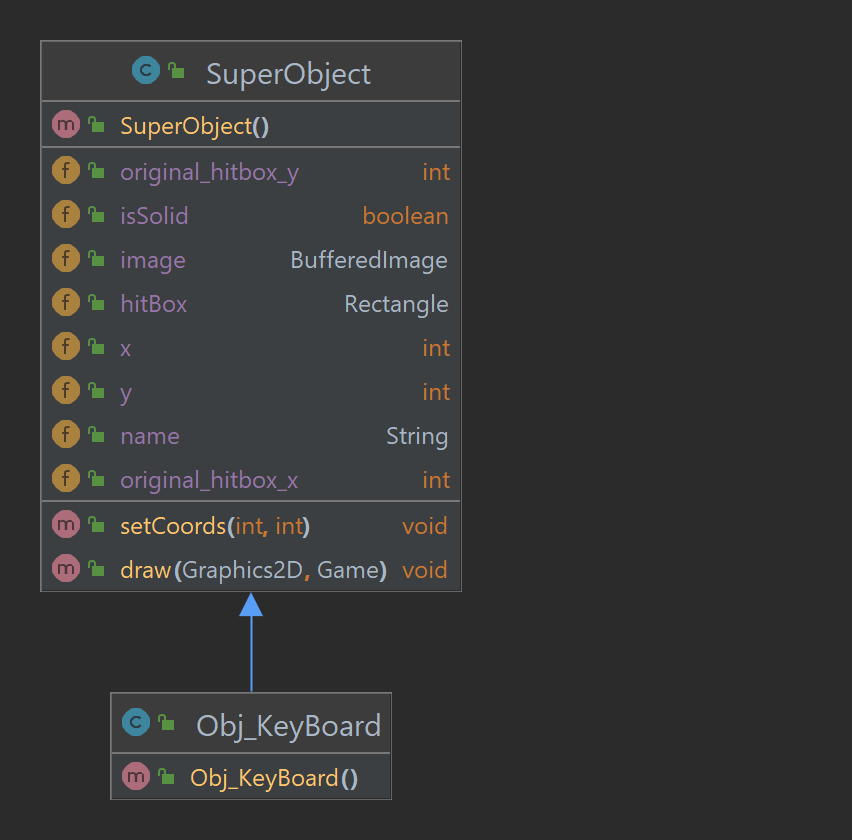 C SuperObject
m SuperObject()
f original_hitbox_y int
f isSolid boolean
f image BufferedImage
f hitBox Rectangle
f x int
f y int
f name String
f original_hitbox_x int
m setCoords(int, int) void
m draw(Graphics2D, Game) void
C Obj_KeyBoard
m Obj_KeyBoard()